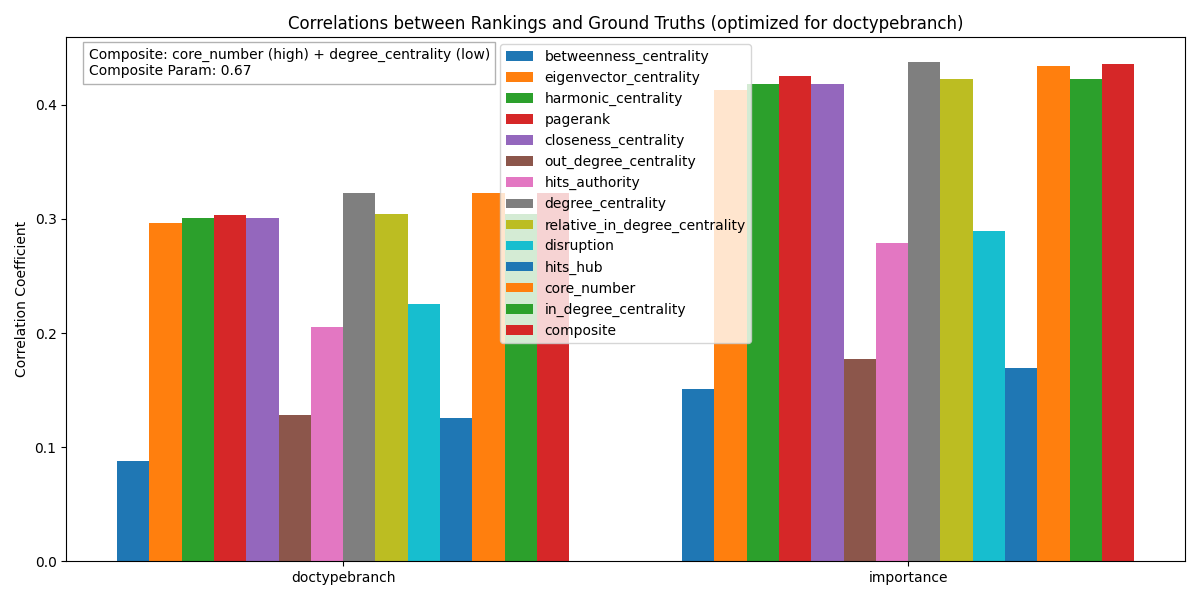 Correlations between Rankings and Ground Truths (optimized for doctypebranch)
Composite: core_number (high) + degree_centrality (low)
Composite Param: 0.67
betweenness_centrality
eigenvector_centrality
harmonic_centrality
pagerank
closeness_centrality
out_degree_centrality
hits_authority
degree_centrality
relative_in_degree_centrality
disruption
hits_hub
core_number
in_degree_centrality
composite
Correlation Coefficient
0.4
0.3
0.2
0.1
0.0
doctypebranch
importance